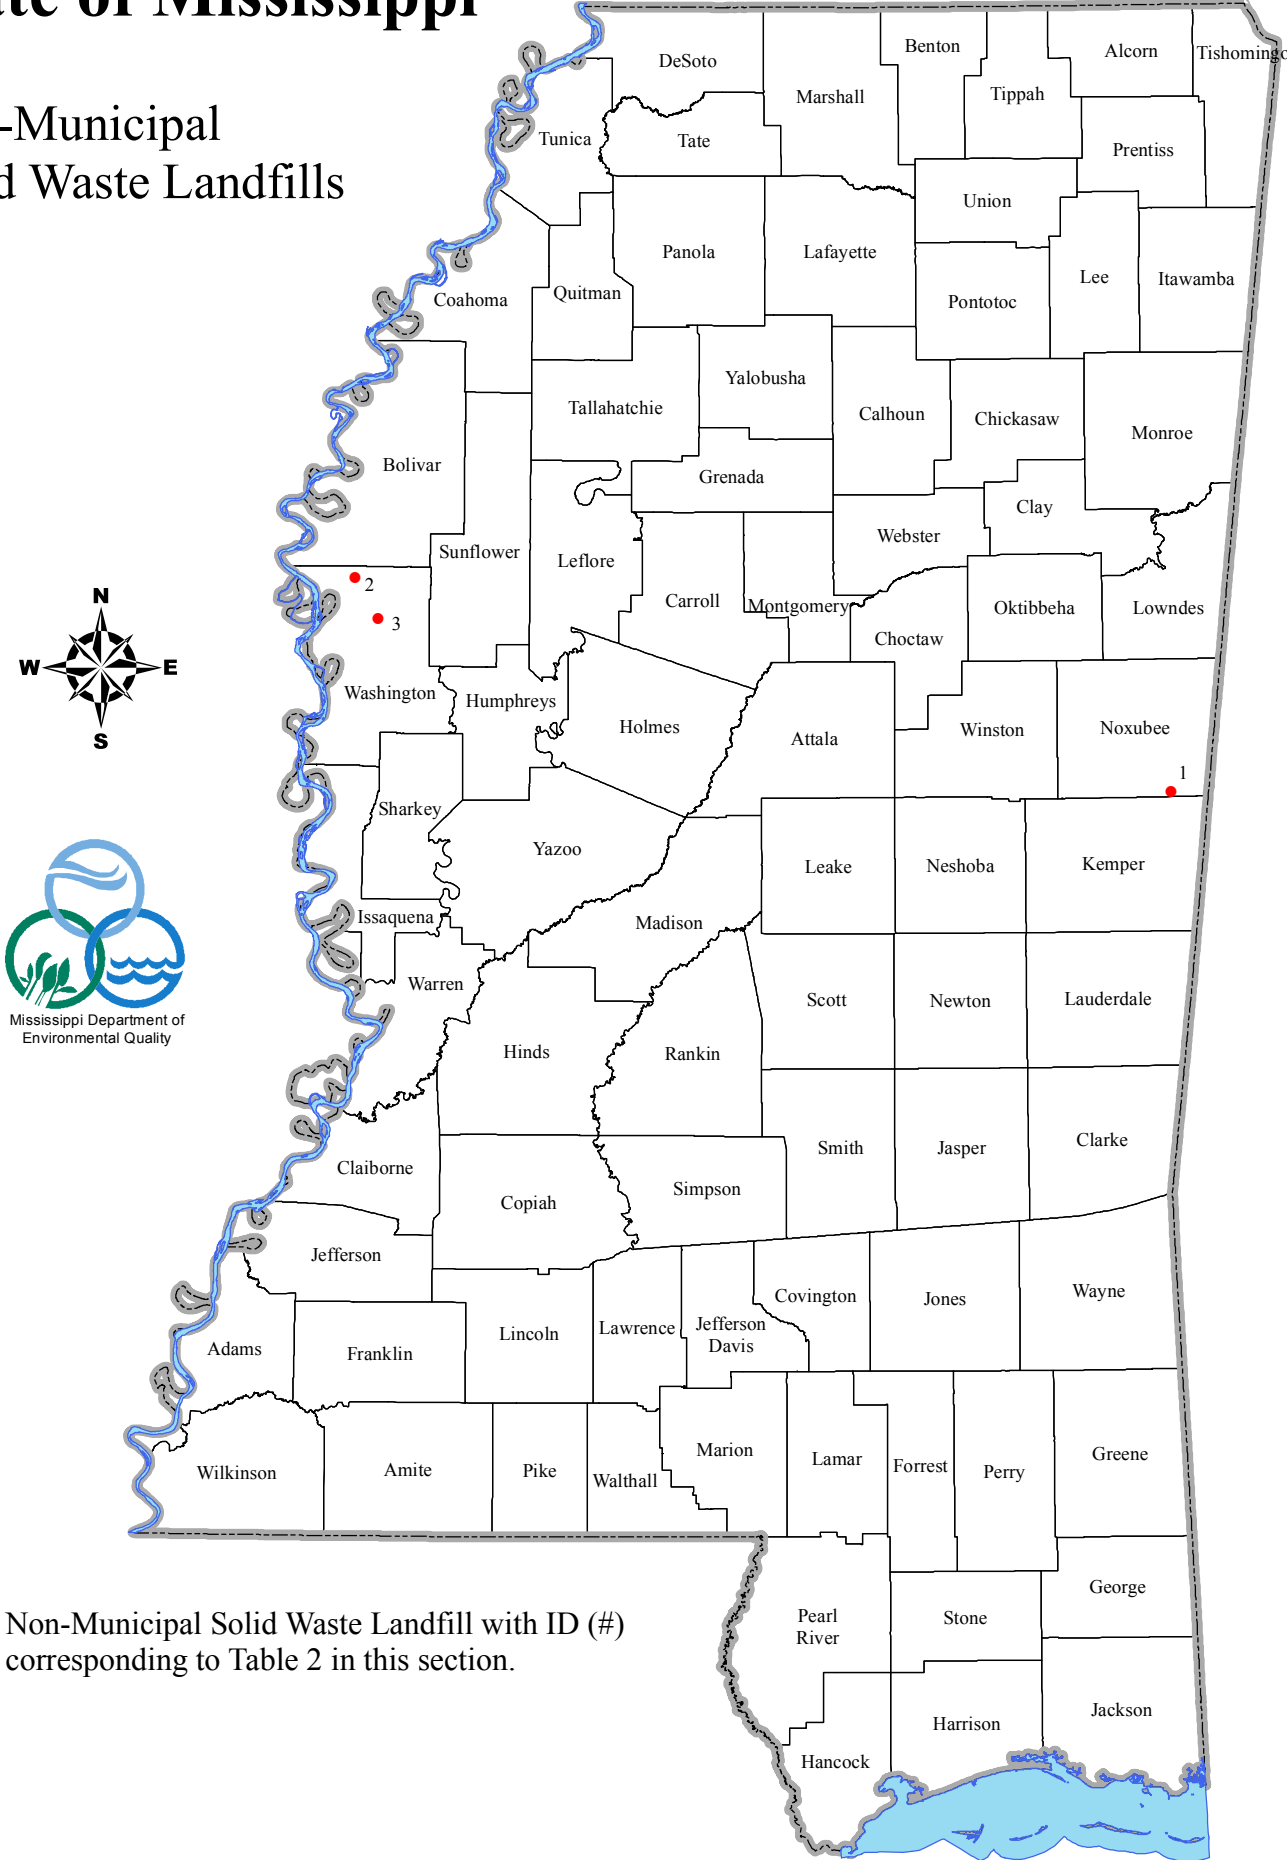 of Mississippi
-Municipal
Waste Landfills
DeSoto
Benton
Alcorn
Tishomingo
Marshall
Tippah
Tunica
Tate
Prentiss
Union
Panola
Lafayette
Lee
Itawamba
Coahoma
Quitman
Pontotoc
Yalobusha
Tallahatchie
Calhoun
Chickasaw
Monroe
Bolivar
Grenada
Clay
Webster
Sunflower
Leflore
2
3
Carroll
Montgomery
Oktibbeha
Lowndes
Choctaw
N
W
E
S
Washington
Humphreys
Holmes
Attala
Winston
Noxubee
1
Sharkey
Yazoo
Leake
Neshoba
Kemper
Issaquena
Madison
Warren
Scott
Newton
Lauderdale
Mississippi Department of
Environmental Quality
Hinds
Rankin
Claiborne
Smith
Jasper
Clarke
Copiah
Simpson
Jefferson
Covington
Jones
Wayne
Adams
Franklin
Lincoln
Lawrence
Jefferson
Davis
Wilkinson
Amite
Pike
Walthall
Marion
Lamar
Forrest
Perry
Greene
George
Pearl
River
Stone
Non-Municipal Solid Waste Landfill with ID (#)
corresponding to Table 2 in this section.
Hancock
Harrison
Jackson